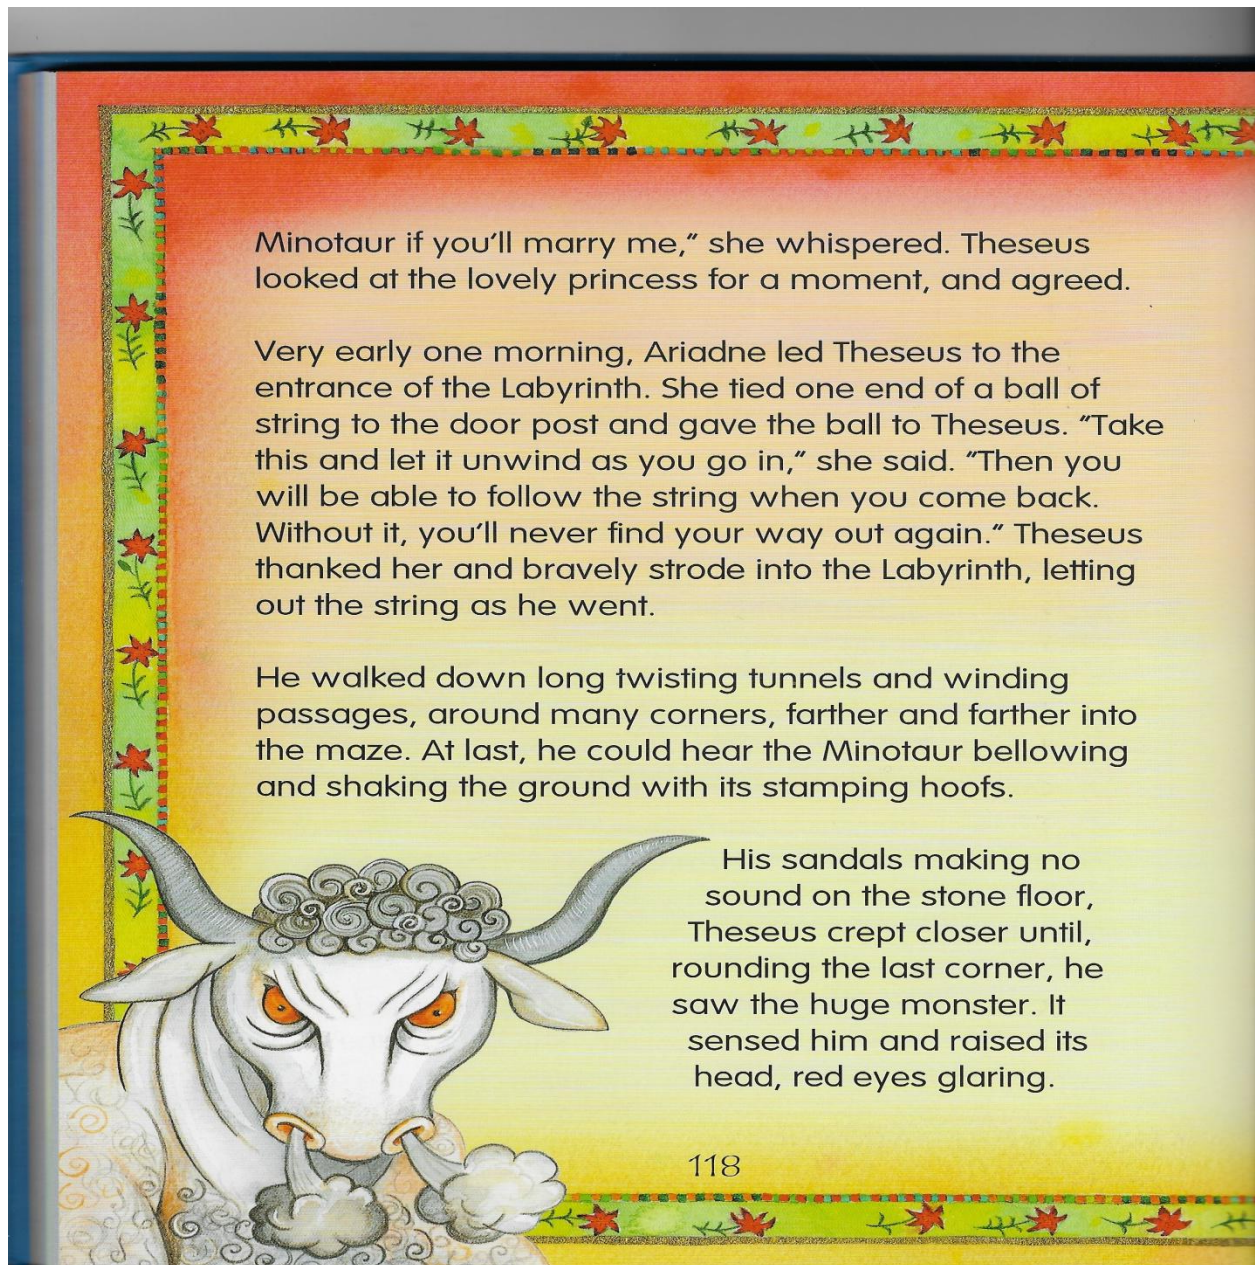 Minotaur if you'll marry me," she whispered. Theseus
looked at the lovely princess for a moment, and agreed.
Very early one morning, Ariadne led Theseus to the
entrance of the Labyrinth. She tied one end of a ball of
string to the door post and gave the ball to Theseus. "Take
this and let it unwind as you go in," she said. "Then you
will be able to follow the string when you come back.
Without it, you'll never find your way out again." Theseus
thanked her and bravely strode into the Labyrinth, letting
out the string as he went.
He walked down long twisting tunnels and winding
passages, around many corners, farther and farther into
the maze. At last, he could hear the Minotaur bellowing
and shaking the ground with its stamping hoofs.
His sandals making no
sound on the stone floor,
Theseus crept closer until,
rounding the last corner, he
saw the huge monster. It
sensed him and raised its
head, red eyes glaring.
118